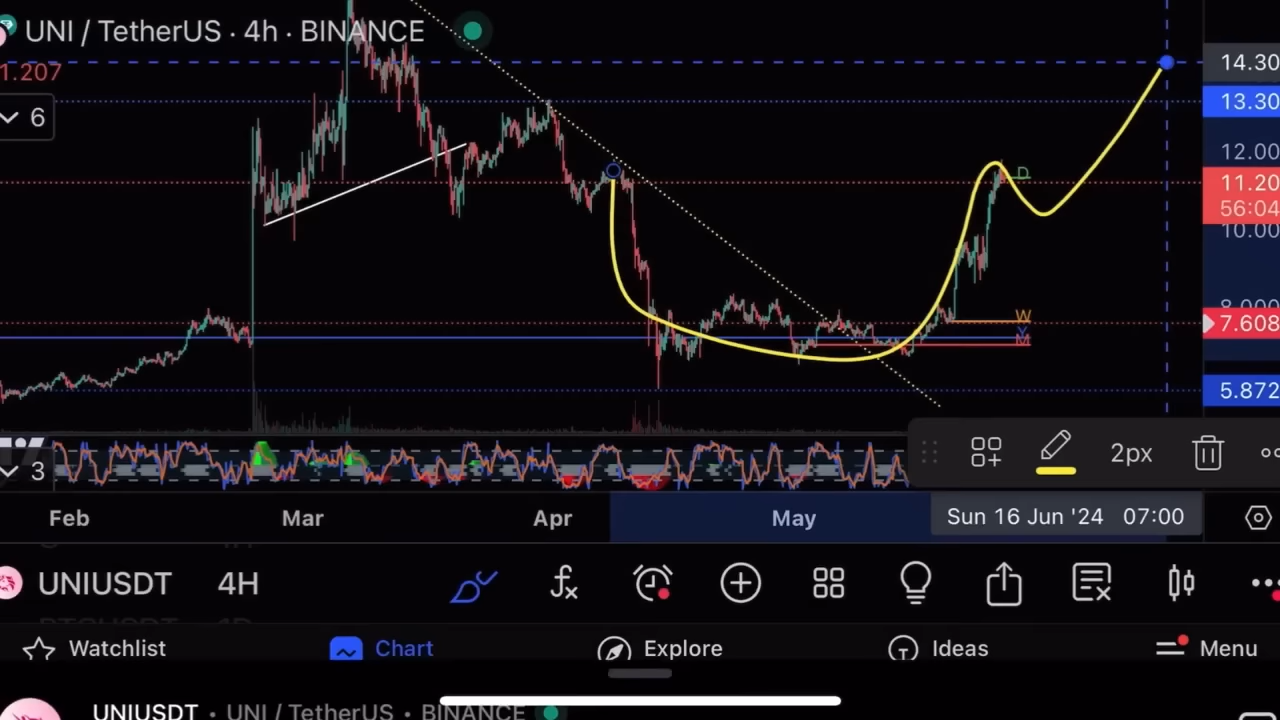 UNI / TetherUS · 4h · BINANCE
1.207
6
14.30
13.30
12.00
11.20
56:04
10.00
8.000
7.608
5.872
D
W
Y
M
3
2px
Feb
Mar
Apr
May
Sun 16 Jun '24 07:00
UNIUSDT 4H
Watchlist
Chart
Explore
Ideas
Menu
UNIUSDT · UNI / TetherUS · BINANCE